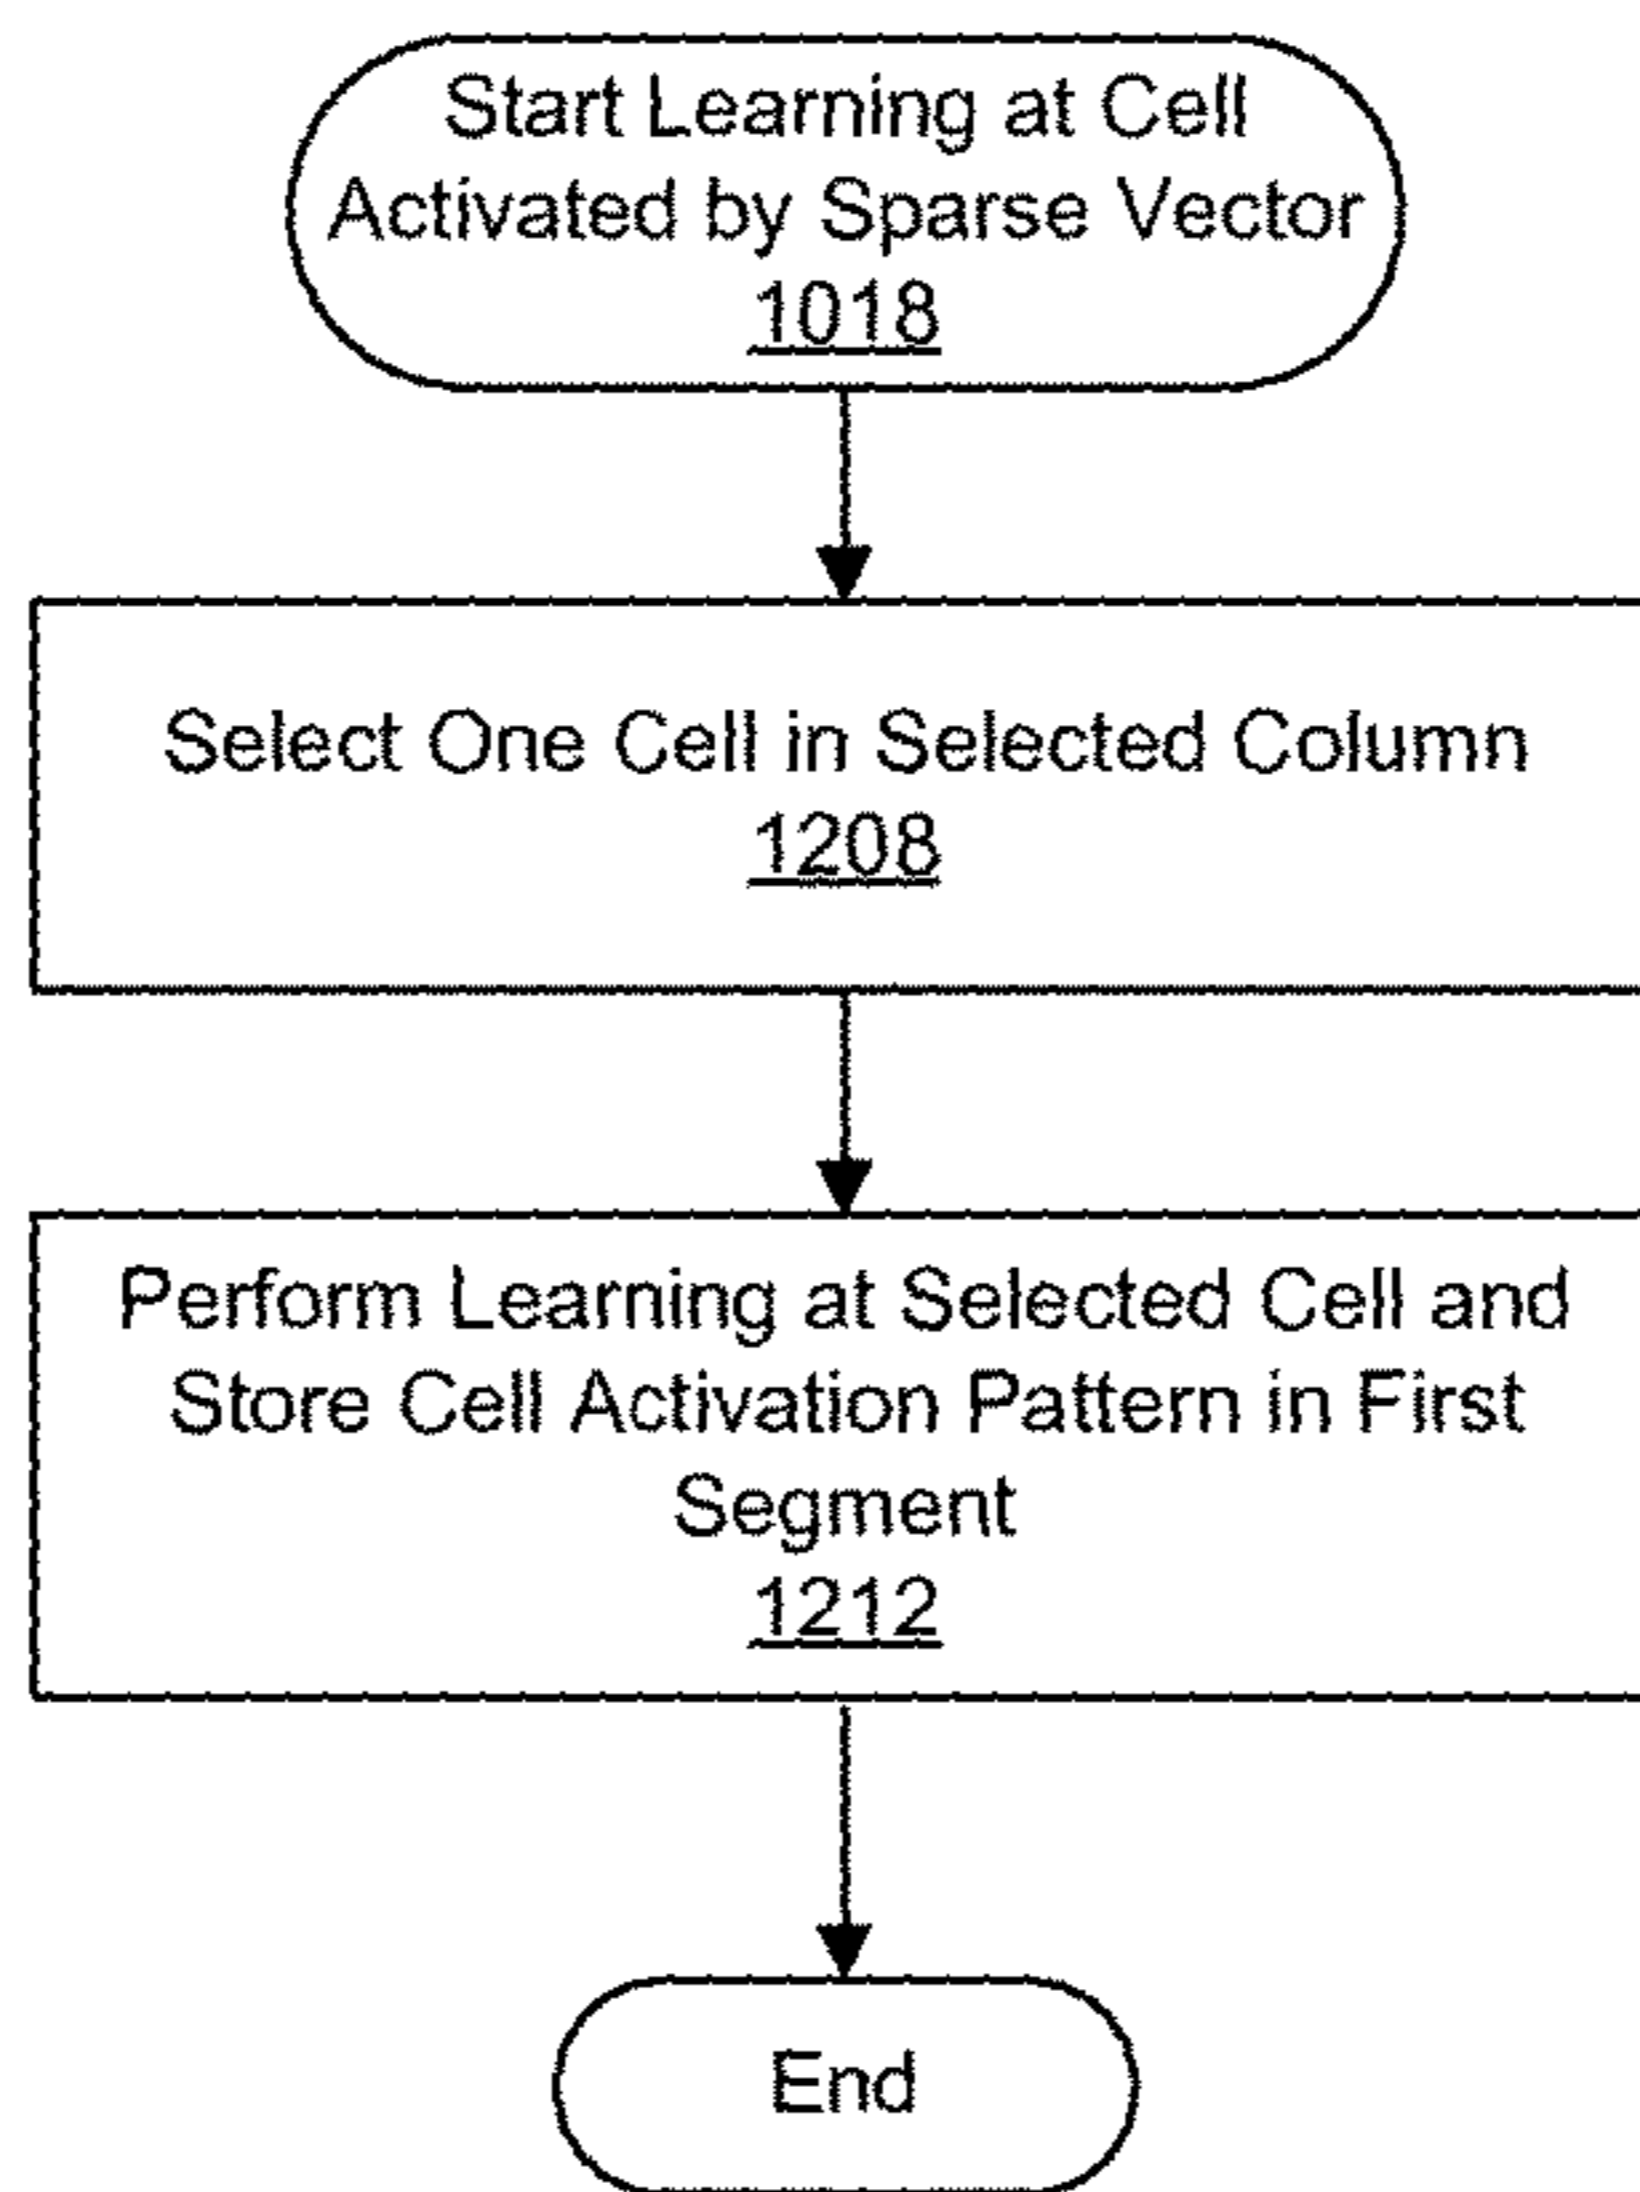 Start Learning at Cell
Activated by Sparse Vector
1018
Select One Cell in Selected Column
1208
Perform Learning at Selected Cell and
Store Cell Activation Pattern in First
Segment
1212
End